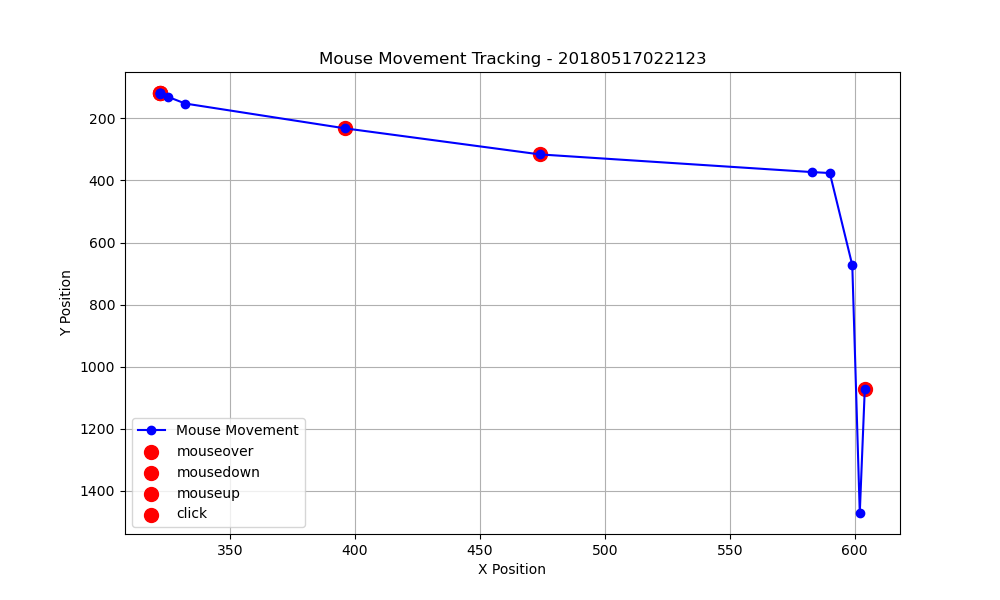 Mouse Movement Tracking - 20180517022123
Y Position
200
400
600
800
1000
1200
1400
Mouse Movement
mouseover
mousedown
mouseup
click
350 400 450 500 550 600
X Position